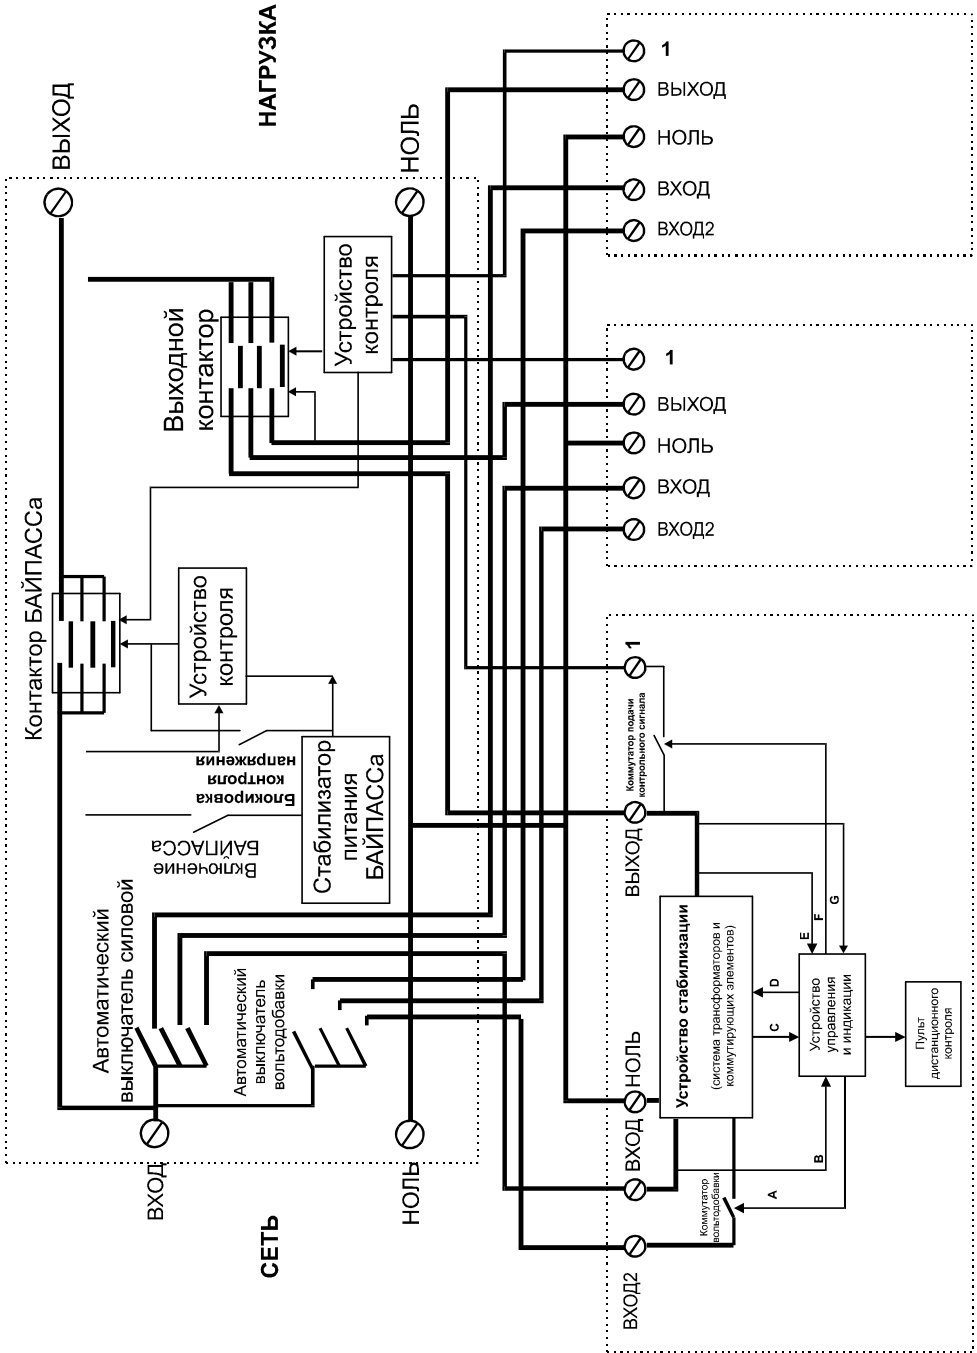 НАГРУЗКА
ВЫХОД
НОЛЬ
1
ВЫХОД
НОЛЬ
ВХОД
ВХОД2
Выходной
контактор
Устройство
контроля
1
ВЫХОД
НОЛЬ
ВХОД
ВХОД2
Контактор БАЙПАССа
Устройство
контроля
Блокировка
контроля
напряжения
Включение
БАЙПАССа
Стабилизатор
питания
БАЙПАССа
Автоматический
выключатель силовой
Автоматический
выключатель
вольтодобавки
ВХОД
НОЛЬ
СЕТЬ
1
Коммутатор подачи
контрольного сигнала
ВЫХОД
НОЛЬ
ВХОД
ВХОД2
Устройство стабилизации
(система трансформаторов и
коммутирующих элементов)
Коммутатор
вольтодобавки
A
B
C
D
E
F
G
Устройство
управления
и индикации
Пульт
дистанционного
контроля